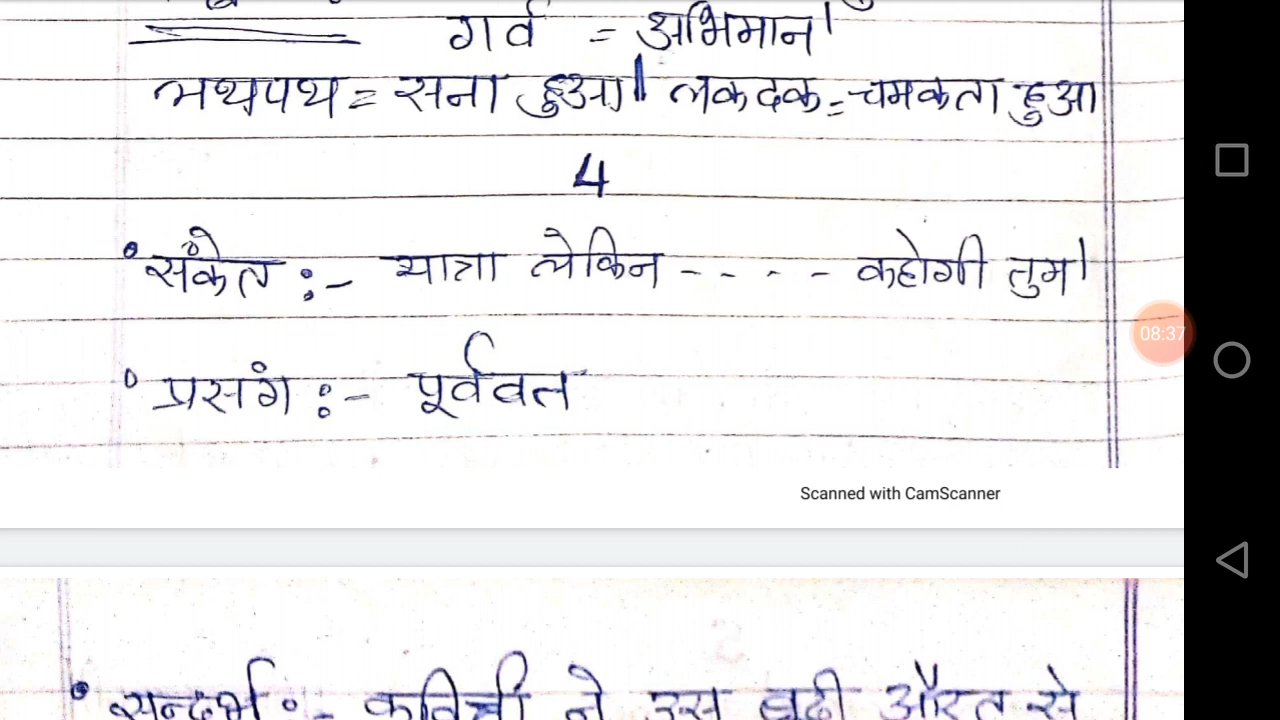 गर्व = अभिमान।
लथपथ = सना हुआ। लकदक = चमकता हुआ
4
• संकेत :- यात्रा लेकिन - - - - कहोगी तुम।
• प्रसंग :- पूर्ववत
08:37
Scanned with CamScanner
• सन्दर्भ :- कवियत्री ने उस बूढ़ी औरत से